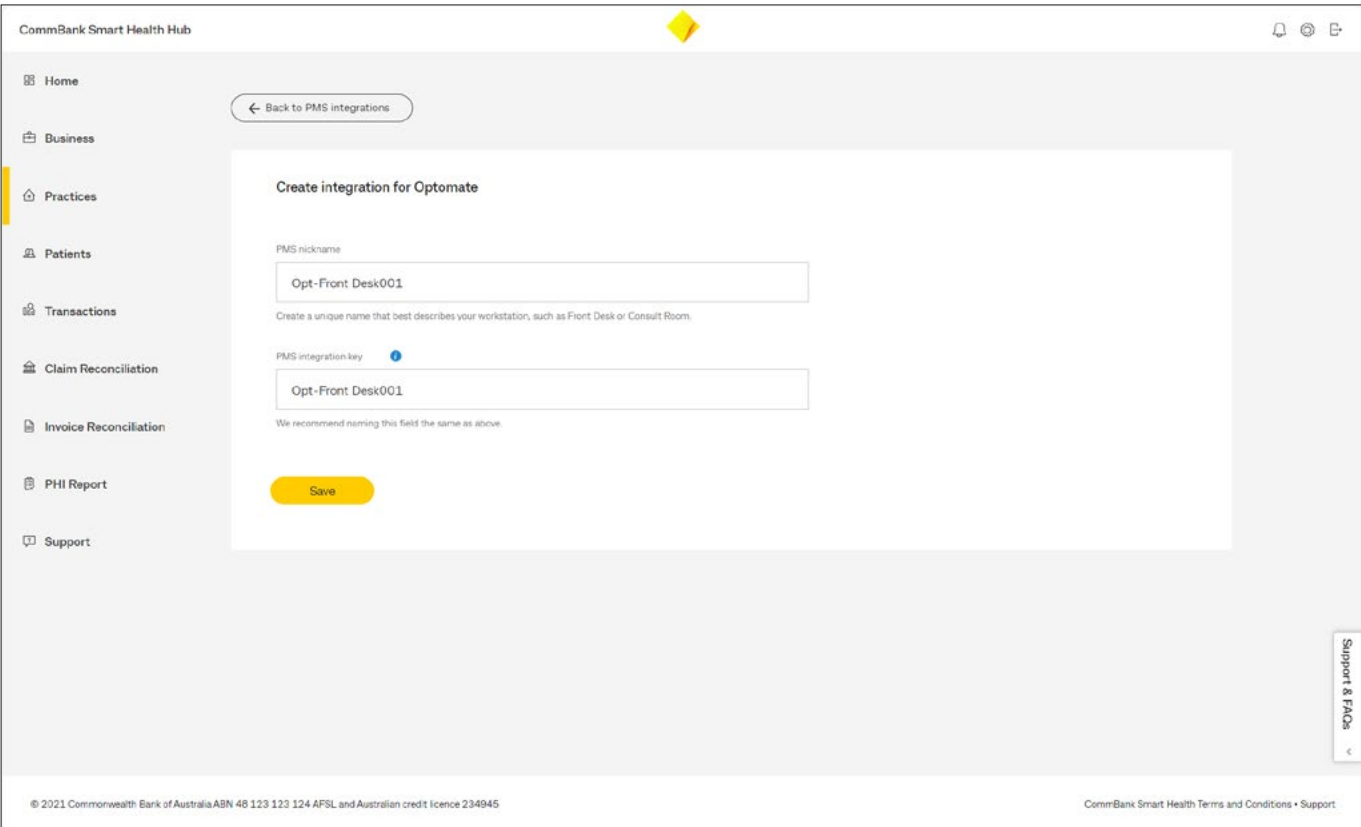 CommBank Smart Health Hub
Home
Business
Practices
Patients
Transactions
Claim Reconciliation
Invoice Reconciliation
PHI Report
Support
← Back to PMS integrations
Create integration for Optomate
PMS nickname
Opt-Front Desk001
Create a unique name that best describes your workstation, such as Front Desk or Consult Room.
PMS integration key
Opt-Front Desk001
We recommend naming this field the same as above.
Save
Support & FAQs
© 2021 Commonwealth Bank of Australia ABN 48 123 123 124 AFSL and Australian credit licence 234945
CommBank Smart Health Terms and Conditions • Support